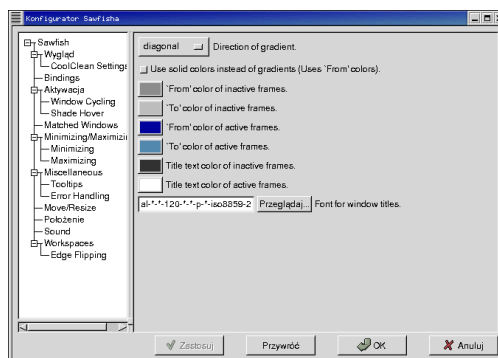 Konfigurator Sawfisha
Sawfish
Wygląd
CoolClean Settings
Bindings
Aktywacja
Window Cycling
Shade Hover
Matched Windows
Minimizing/Maximizi
Minimizing
Maximizing
Miscellaneous
Tooltips
Error Handling
Move/Resize
Położenie
Sound
Workspaces
Edge Flipping
diagonal Direction of gradient.
Use solid colors instead of gradients (Uses `From' colors).
`From' color of inactive frames.
`To' color of inactive frames.
`From' color of active frames.
`To' color of active frames.
Title text color of inactive frames.
Title text color of active frames.
al-*-*-120-*-*-p-*-iso8859-2 Przeglądaj... Font for window titles.
Zastosuj Przywróć OK Anuluj